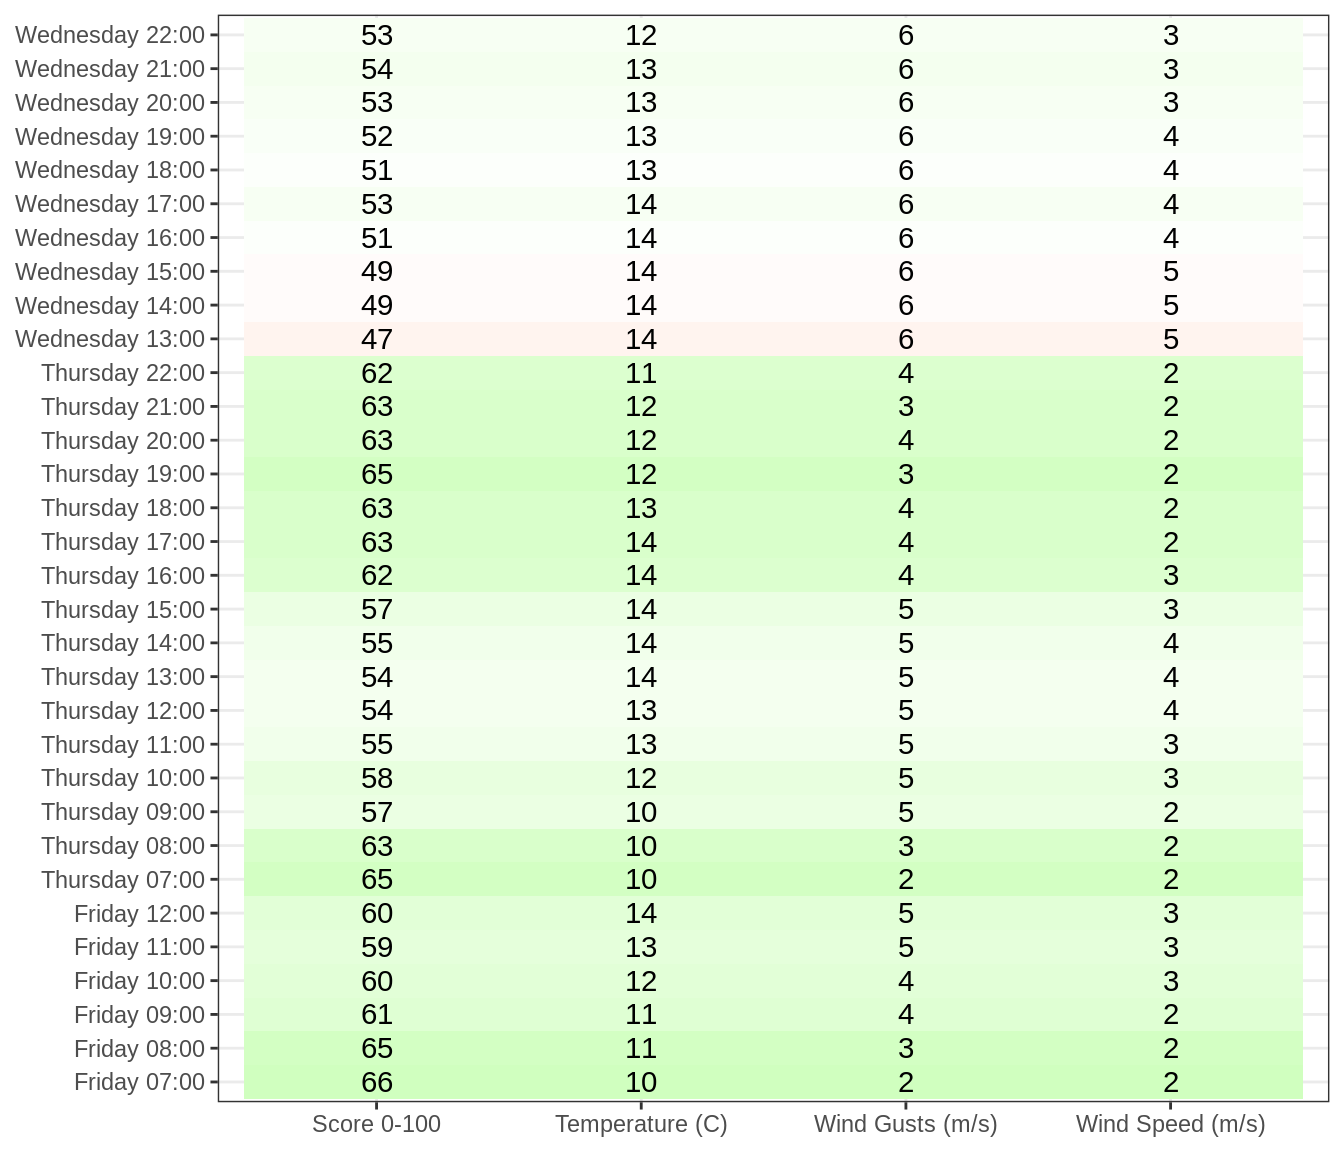 Wednesday 22:00 53 12 6 3
Wednesday 21:00 54 13 6 3
Wednesday 20:00 53 13 6 3
Wednesday 19:00 52 13 6 4
Wednesday 18:00 51 13 6 4
Wednesday 17:00 53 14 6 4
Wednesday 16:00 51 14 6 4
Wednesday 15:00 49 14 6 5
Wednesday 14:00 49 14 6 5
Wednesday 13:00 47 14 6 5
Thursday 22:00 62 11 4 2
Thursday 21:00 63 12 3 2
Thursday 20:00 63 12 4 2
Thursday 19:00 65 12 3 2
Thursday 18:00 63 13 4 2
Thursday 17:00 63 14 4 2
Thursday 16:00 62 14 4 3
Thursday 15:00 57 14 5 3
Thursday 14:00 55 14 5 4
Thursday 13:00 54 14 5 4
Thursday 12:00 54 13 5 4
Thursday 11:00 55 13 5 3
Thursday 10:00 58 12 5 3
Thursday 09:00 57 10 5 2
Thursday 08:00 63 10 3 2
Thursday 07:00 65 10 2 2
Friday 12:00 60 14 5 3
Friday 11:00 59 13 5 3
Friday 10:00 60 12 4 3
Friday 09:00 61 11 4 2
Friday 08:00 65 11 3 2
Friday 07:00 66 10 2 2
Score 0-100 Temperature (C) Wind Gusts (m/s) Wind Speed (m/s)